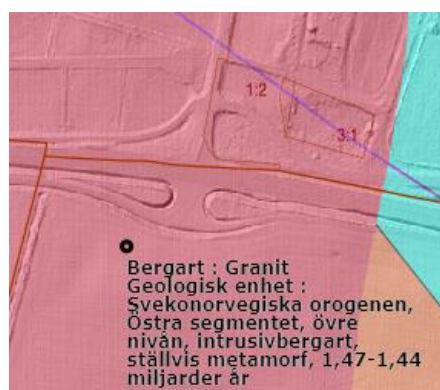 1:2
3:1
Bergart : Granit
Geologisk enhet :
Svekonorvegiska orogenen,
Östra segmentet, övre
nivån, intrusivbergart,
ställvis metamorf, 1,47-1,44
miljarder år